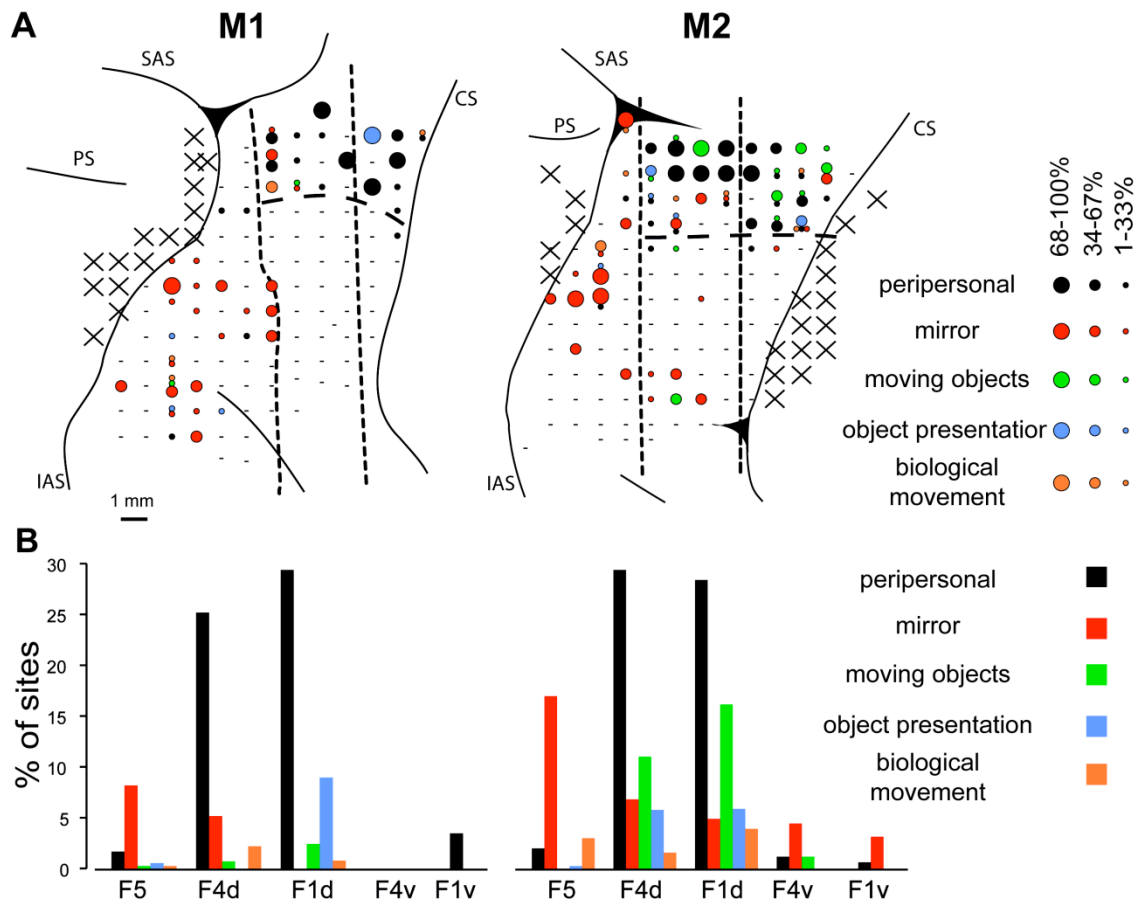 A
M1
M2
SAS
CS
PS
IAS
1 mm
SAS
PS
CS
IAS
68-100%
34-67%
1-33%
peripersonal
mirror
moving objects
object presentatior
biological
movement
B
% of sites
30
25
20
15
10
5
0
F5
F4d
F1d
F4v
F1v
F5
F4d
F1d
F4v
F1v
peripersonal
mirror
moving objects
object presentation
biological
movement